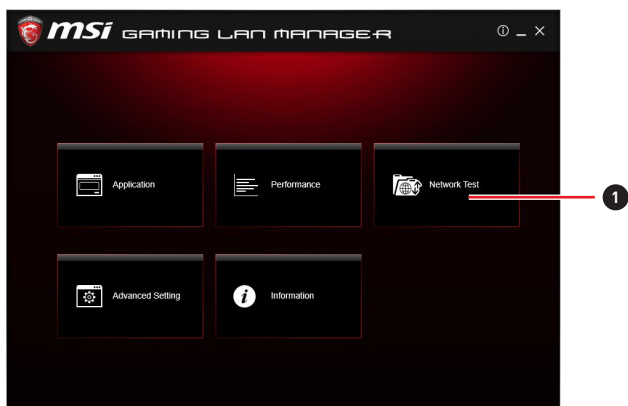 msi GAMING LAN MANAGER
Application
Performance
Network Test
1
Advanced Setting
Information